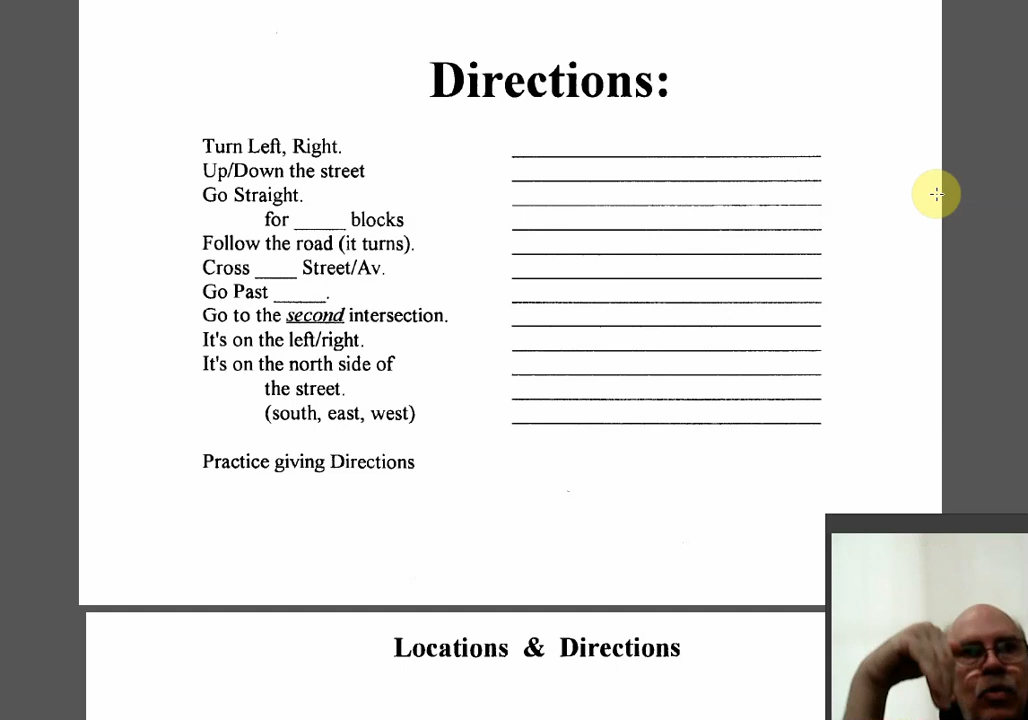 Directions:
Turn Left, Right.
Up/Down the street
Go Straight.
for _____ blocks
Follow the road (it turns).
Cross ____ Street/Av.
Go Past _____.
Go to the second intersection.
It's on the left/right.
It's on the north side of
the street.
(south, east, west)
Practice giving Directions
Locations & Directions